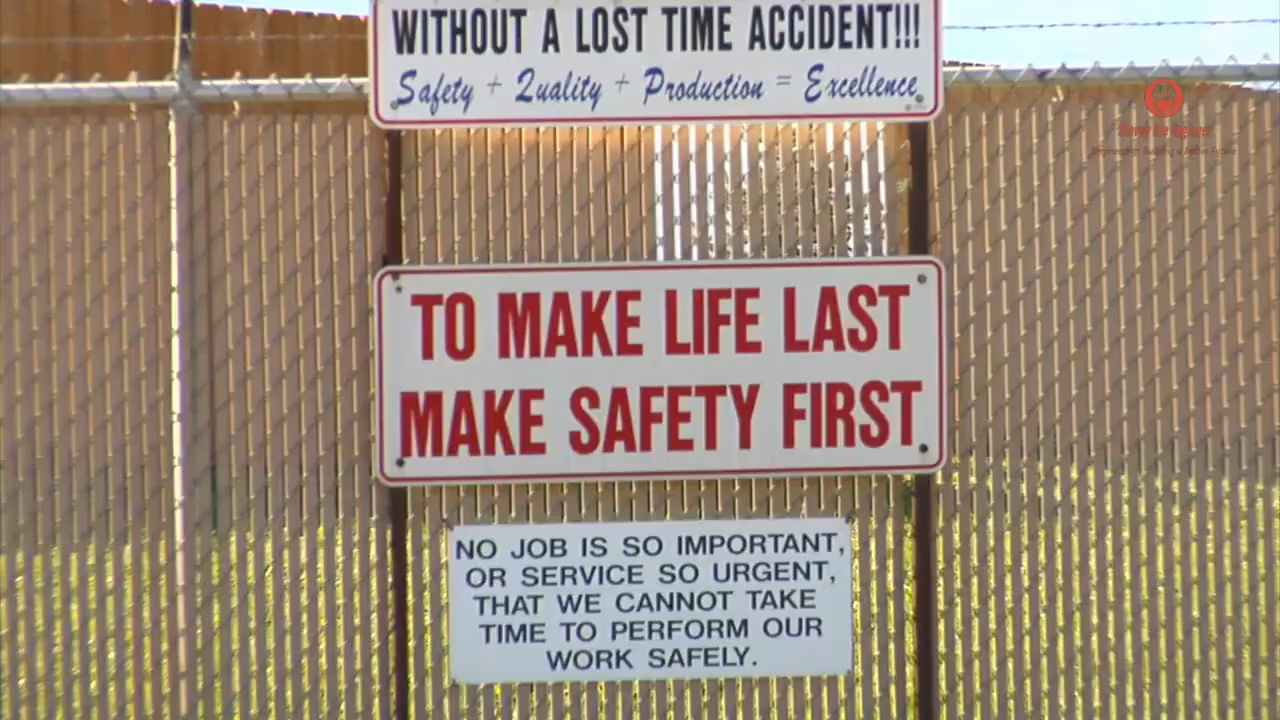 WITHOUT A LOST TIME ACCIDENT!!!
Safety + Quality + Production = Excellence
TO MAKE LIFE LAST
MAKE SAFETY FIRST
NO JOB IS SO IMPORTANT,
OR SERVICE SO URGENT,
THAT WE CANNOT TAKE
TIME TO PERFORM OUR
WORK SAFELY.